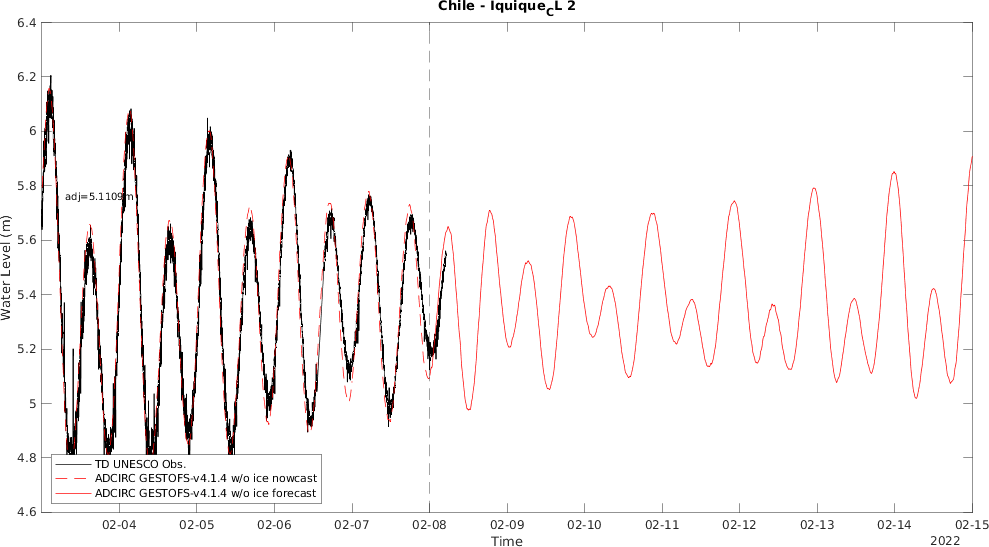 Chile - Iquique_CL 2
Water Level (m)
6.4
6.2
6
5.8
5.6
5.4
5.2
5
4.8
4.6
adj=5.1109m
TD UNESCO Obs.
ADCIRC GESTOFS-v4.1.4 w/o ice nowcast
ADCIRC GESTOFS-v4.1.4 w/o ice forecast
02-04 02-05 02-06 02-07 02-08 02-09 02-10 02-11 02-12 02-13 02-14 02-15
Time
2022